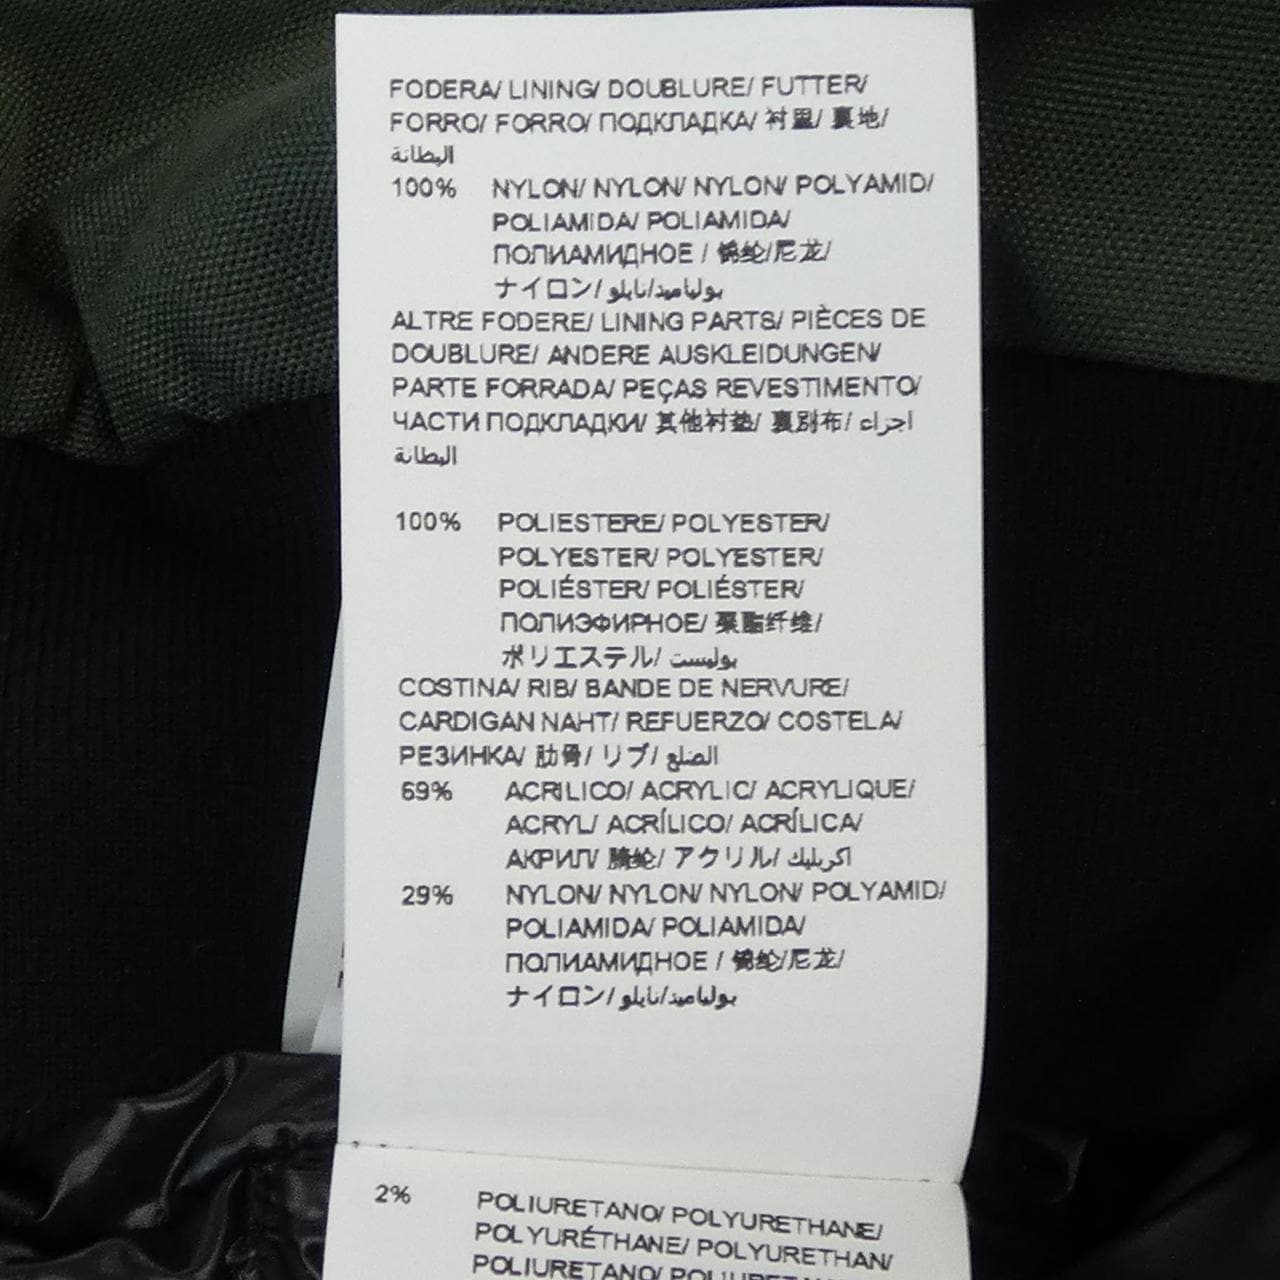 FODERA/ LINING/ DOUBLURE/ FUTTER/
FORRO/ FORRO/ ПОДКЛАДКА/ 衬里/ 裏地/
البطانة
100% NYLON/ NYLON/ NYLON/ POLYAMID/
POLIAMIDA/ POLIAMIDA/
ПОЛИАМИДНОЕ / 锦纶/尼龙/
ナイロン/ بولياميد/نايلو
ALTRE FODERE/ LINING PARTS/ PIÈCES DE
DOUBLURE/ ANDERE AUSKLEIDUNGEN/
PARTE FORRADA/ PEÇAS REVESTIMENTO/
ЧАСТИ ПОДКЛАДКИ/ 其他衬垫/ 裏別布/ اجزاء
البطانة
100% POLIESTERE/ POLYESTER/
POLYESTER/ POLYESTER/
POLIÉSTER/ POLIÉSTER/
ПОЛИЭФИРНОЕ/ 聚酯纤维/
ポリエステル/ بوليست
COSTINA/ RIB/ BANDE DE NERVURE/
CARDIGAN NAHT/ REFUERZO/ COSTELA/
РЕЗИНКА/ 肋骨/ リブ/ الضلع
69% ACRILICO/ ACRYLIC/ ACRYLIQUE/
ACRYL/ ACRÍLICO/ ACRÍLICA/
АКРИЛ/ 腈纶/ アクリル/ اكريليك
29% NYLON/ NYLON/ NYLON/ POLYAMID/
POLIAMIDA/ POLIAMIDA/
ПОЛИАМИДНОЕ / 锦纶/尼龙/
ナイロン/ بولياميد/نايلو
2% POLIURETANO/ POLYURETHANE/
POLYURÉTHANE/ POLYURETHAN/
POLIURETANO/ POLIURETANO/